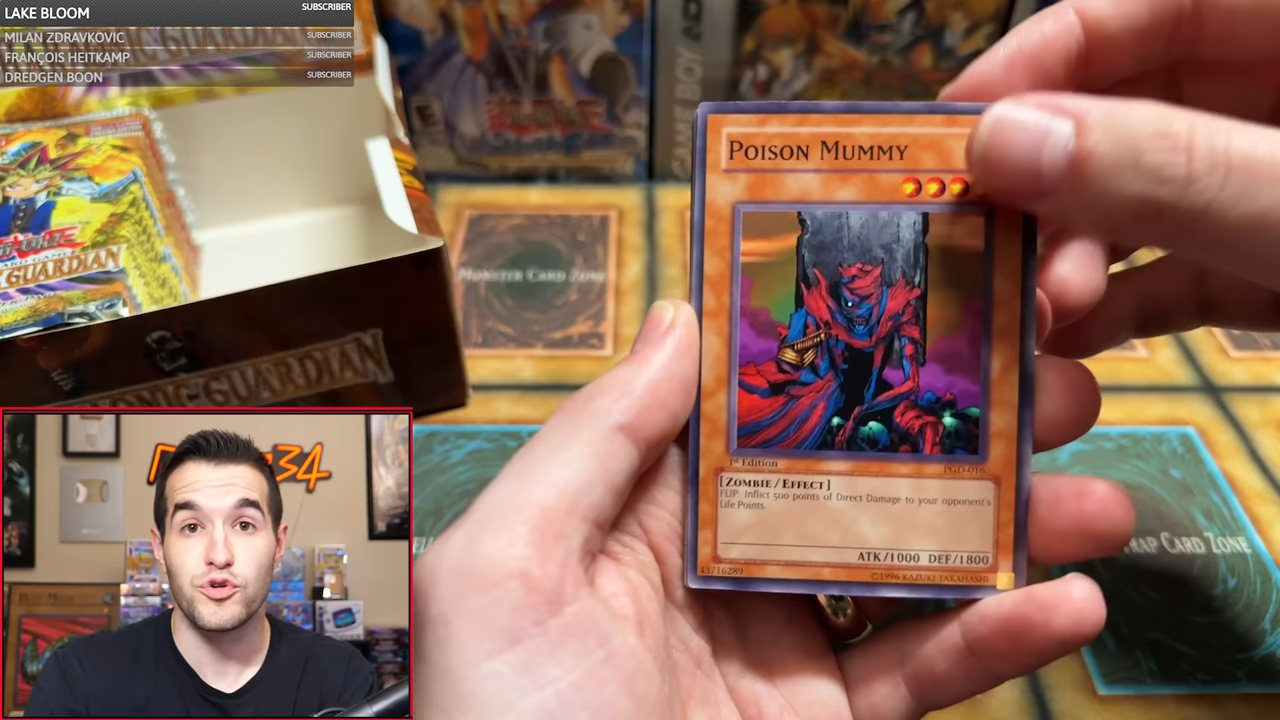 LAKE BLOOM SUBSCRIBER
MILAN ZDRAVKOVIC SUBSCRIBER
FRANÇOIS HEITKAMP SUBSCRIBER
DREDGEN BOON SUBSCRIBER
GUARDIAN
GAME BOY
MONSTER CARD ZONE
POISON MUMMY
1st Edition
PGD-016
[ZOMBIE/EFFECT]
FLIP: Inflict 500 points of Direct Damage to your opponent's
Life Points.
ATK/1000 DEF/1800
43716289
©1996 KAZUKI TAKAHASHI
GUARDIAN
TRAP CARD ZONE
34